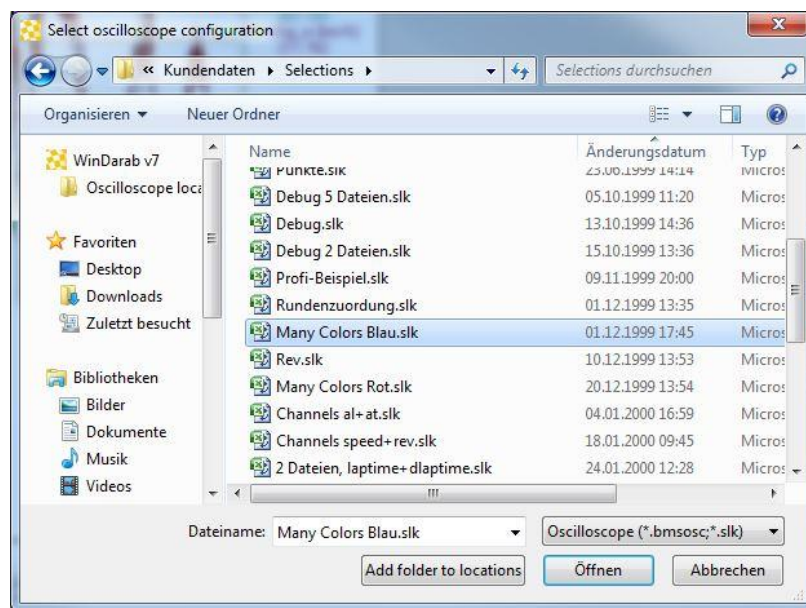 Select oscilloscope configuration
« Kundendaten ▸ Selections ▸
Selections durchsuchen
Organisieren ▾ Neuer Ordner
WinDarab v7
Oscilloscope loca
Favoriten
Desktop
Downloads
Zuletzt besucht
Bibliotheken
Bilder
Dokumente
Musik
Videos
Name Änderungsdatum Typ
Punkte.slk 23.06.1999 14:14 Micros
Debug 5 Dateien.slk 05.10.1999 11:20 Micros
Debug.slk 13.10.1999 14:36 Micros
Debug 2 Dateien.slk 15.10.1999 13:36 Micros
Profi-Beispiel.slk 09.11.1999 20:00 Micros
Rundenzuordung.slk 01.12.1999 13:35 Micros
Many Colors Blau.slk 01.12.1999 17:45 Micros
Rev.slk 10.12.1999 13:53 Micros
Many Colors Rot.slk 20.12.1999 13:54 Micros
Channels al+at.slk 04.01.2000 16:59 Micros
Channels speed+rev.slk 18.01.2000 09:45 Micros
2 Dateien, laptime+dlaptime.slk 24.01.2000 12:28 Micros
Dateiname: Many Colors Blau.slk Oscilloscope (*.bmsosc;*.slk)
Add folder to locations Öffnen Abbrechen